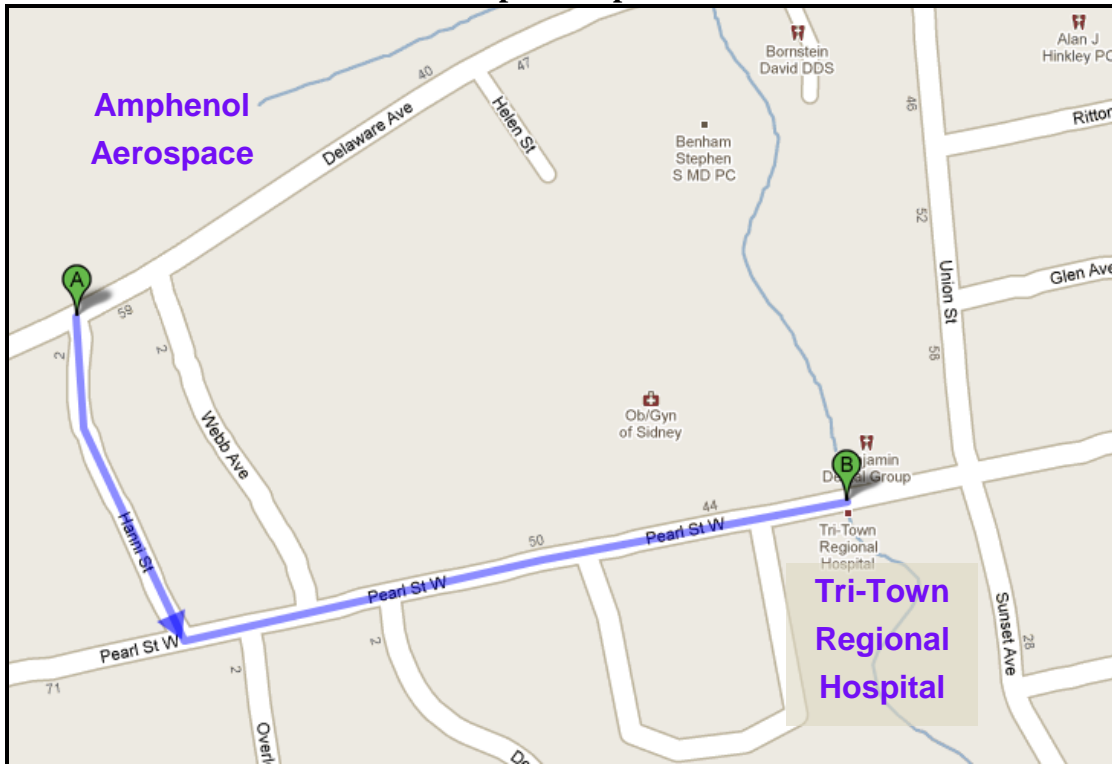 Amphenol
Aerospace
40
47
Delaware Ave
Helen St
Bornstein
David DDS
Alan J
Hinkley PC
46
Benham
Stephen
S MD PC
52
Union St
Glen Ave
A
59
2
2
58
Webb Ave
Ob/Gyn
of Sidney
B
Dental Group
Hanni St
44
50
Pearl St W
Pearl St W
Pearl St W
Tri-Town
Regional
Hospital
Tri-Town
Regional
Hospital
Sunset Ave
28
71
2
2